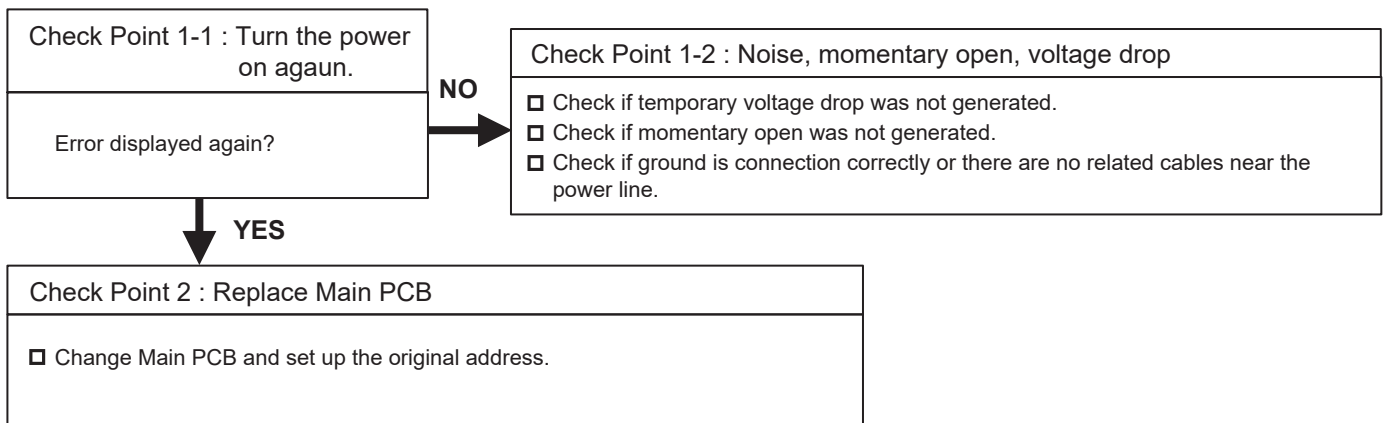 Check Point 1-1 : Turn the power
on agaun.
Error displayed again?
NO
Check Point 1-2 : Noise, momentary open, voltage drop
Check if temporary voltage drop was not generated.
Check if momentary open was not generated.
Check if ground is connection correctly or there are no related cables near the
power line.
YES
Check Point 2 : Replace Main PCB
Change Main PCB and set up the original address.